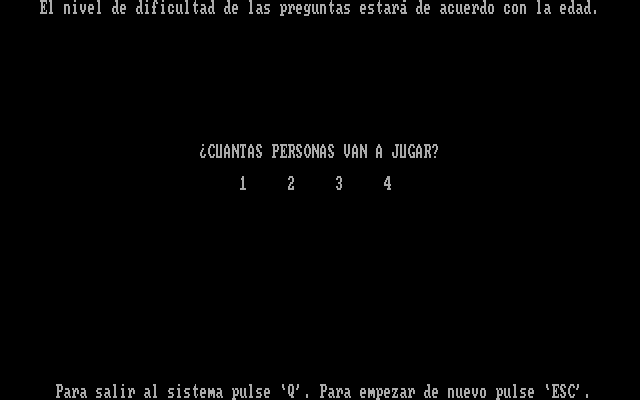 El nivel de dificultad de las preguntas estará de acuerdo con la edad.
¿CUANTAS PERSONAS VAN A JUGAR?
1 2 3 4
Para salir al sistema pulse ‘Q’. Para empezar de nuevo pulse ‘ESC’.